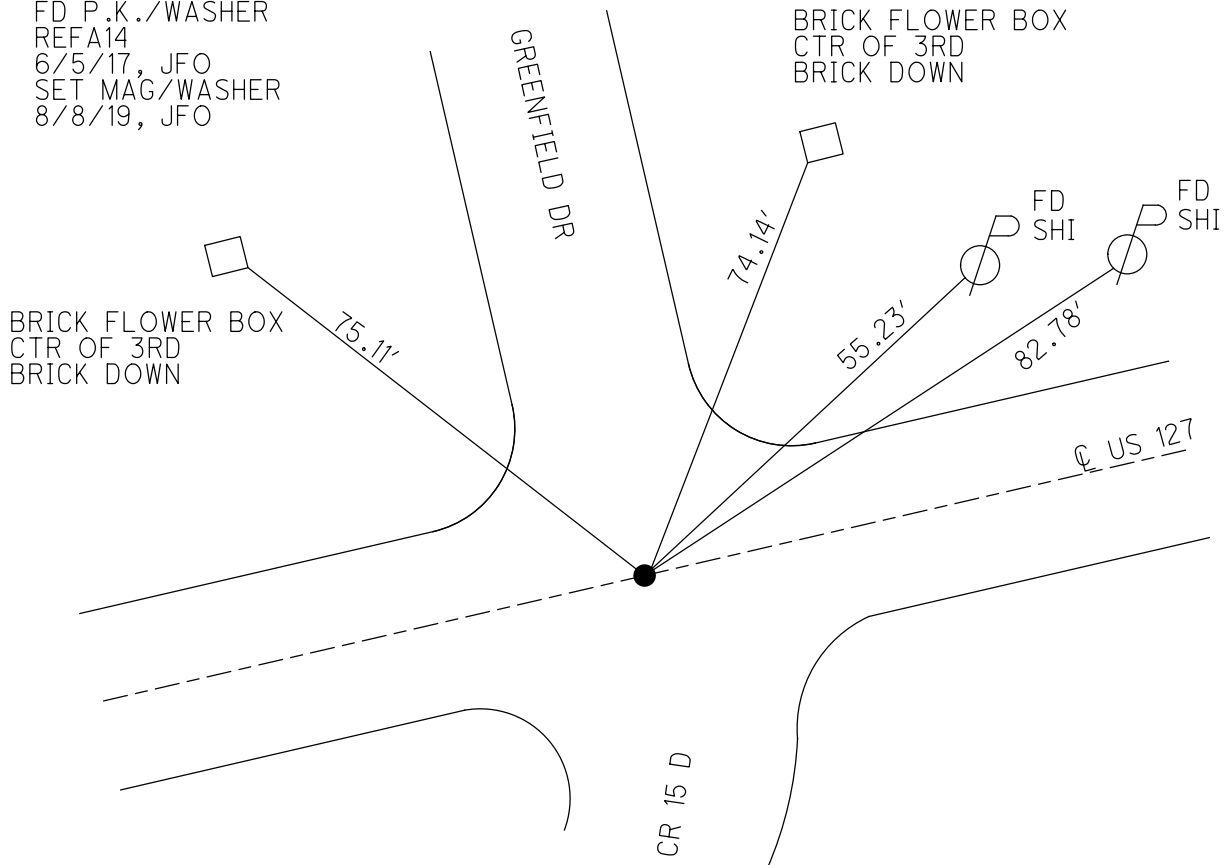 FD P.K./WASHER
REFA14
6/5/17, JFO
SET MAG/WASHER
8/8/19, JFO
BRICK FLOWER BOX
CTR OF 3RD
BRICK DOWN
GREENFIELD DR
FD
SHI
FD
SHI
74.14'
BRICK FLOWER BOX
CTR OF 3RD
BRICK DOWN
75.11'
55.23'
82.78'
℄ US 127
CR 15 D